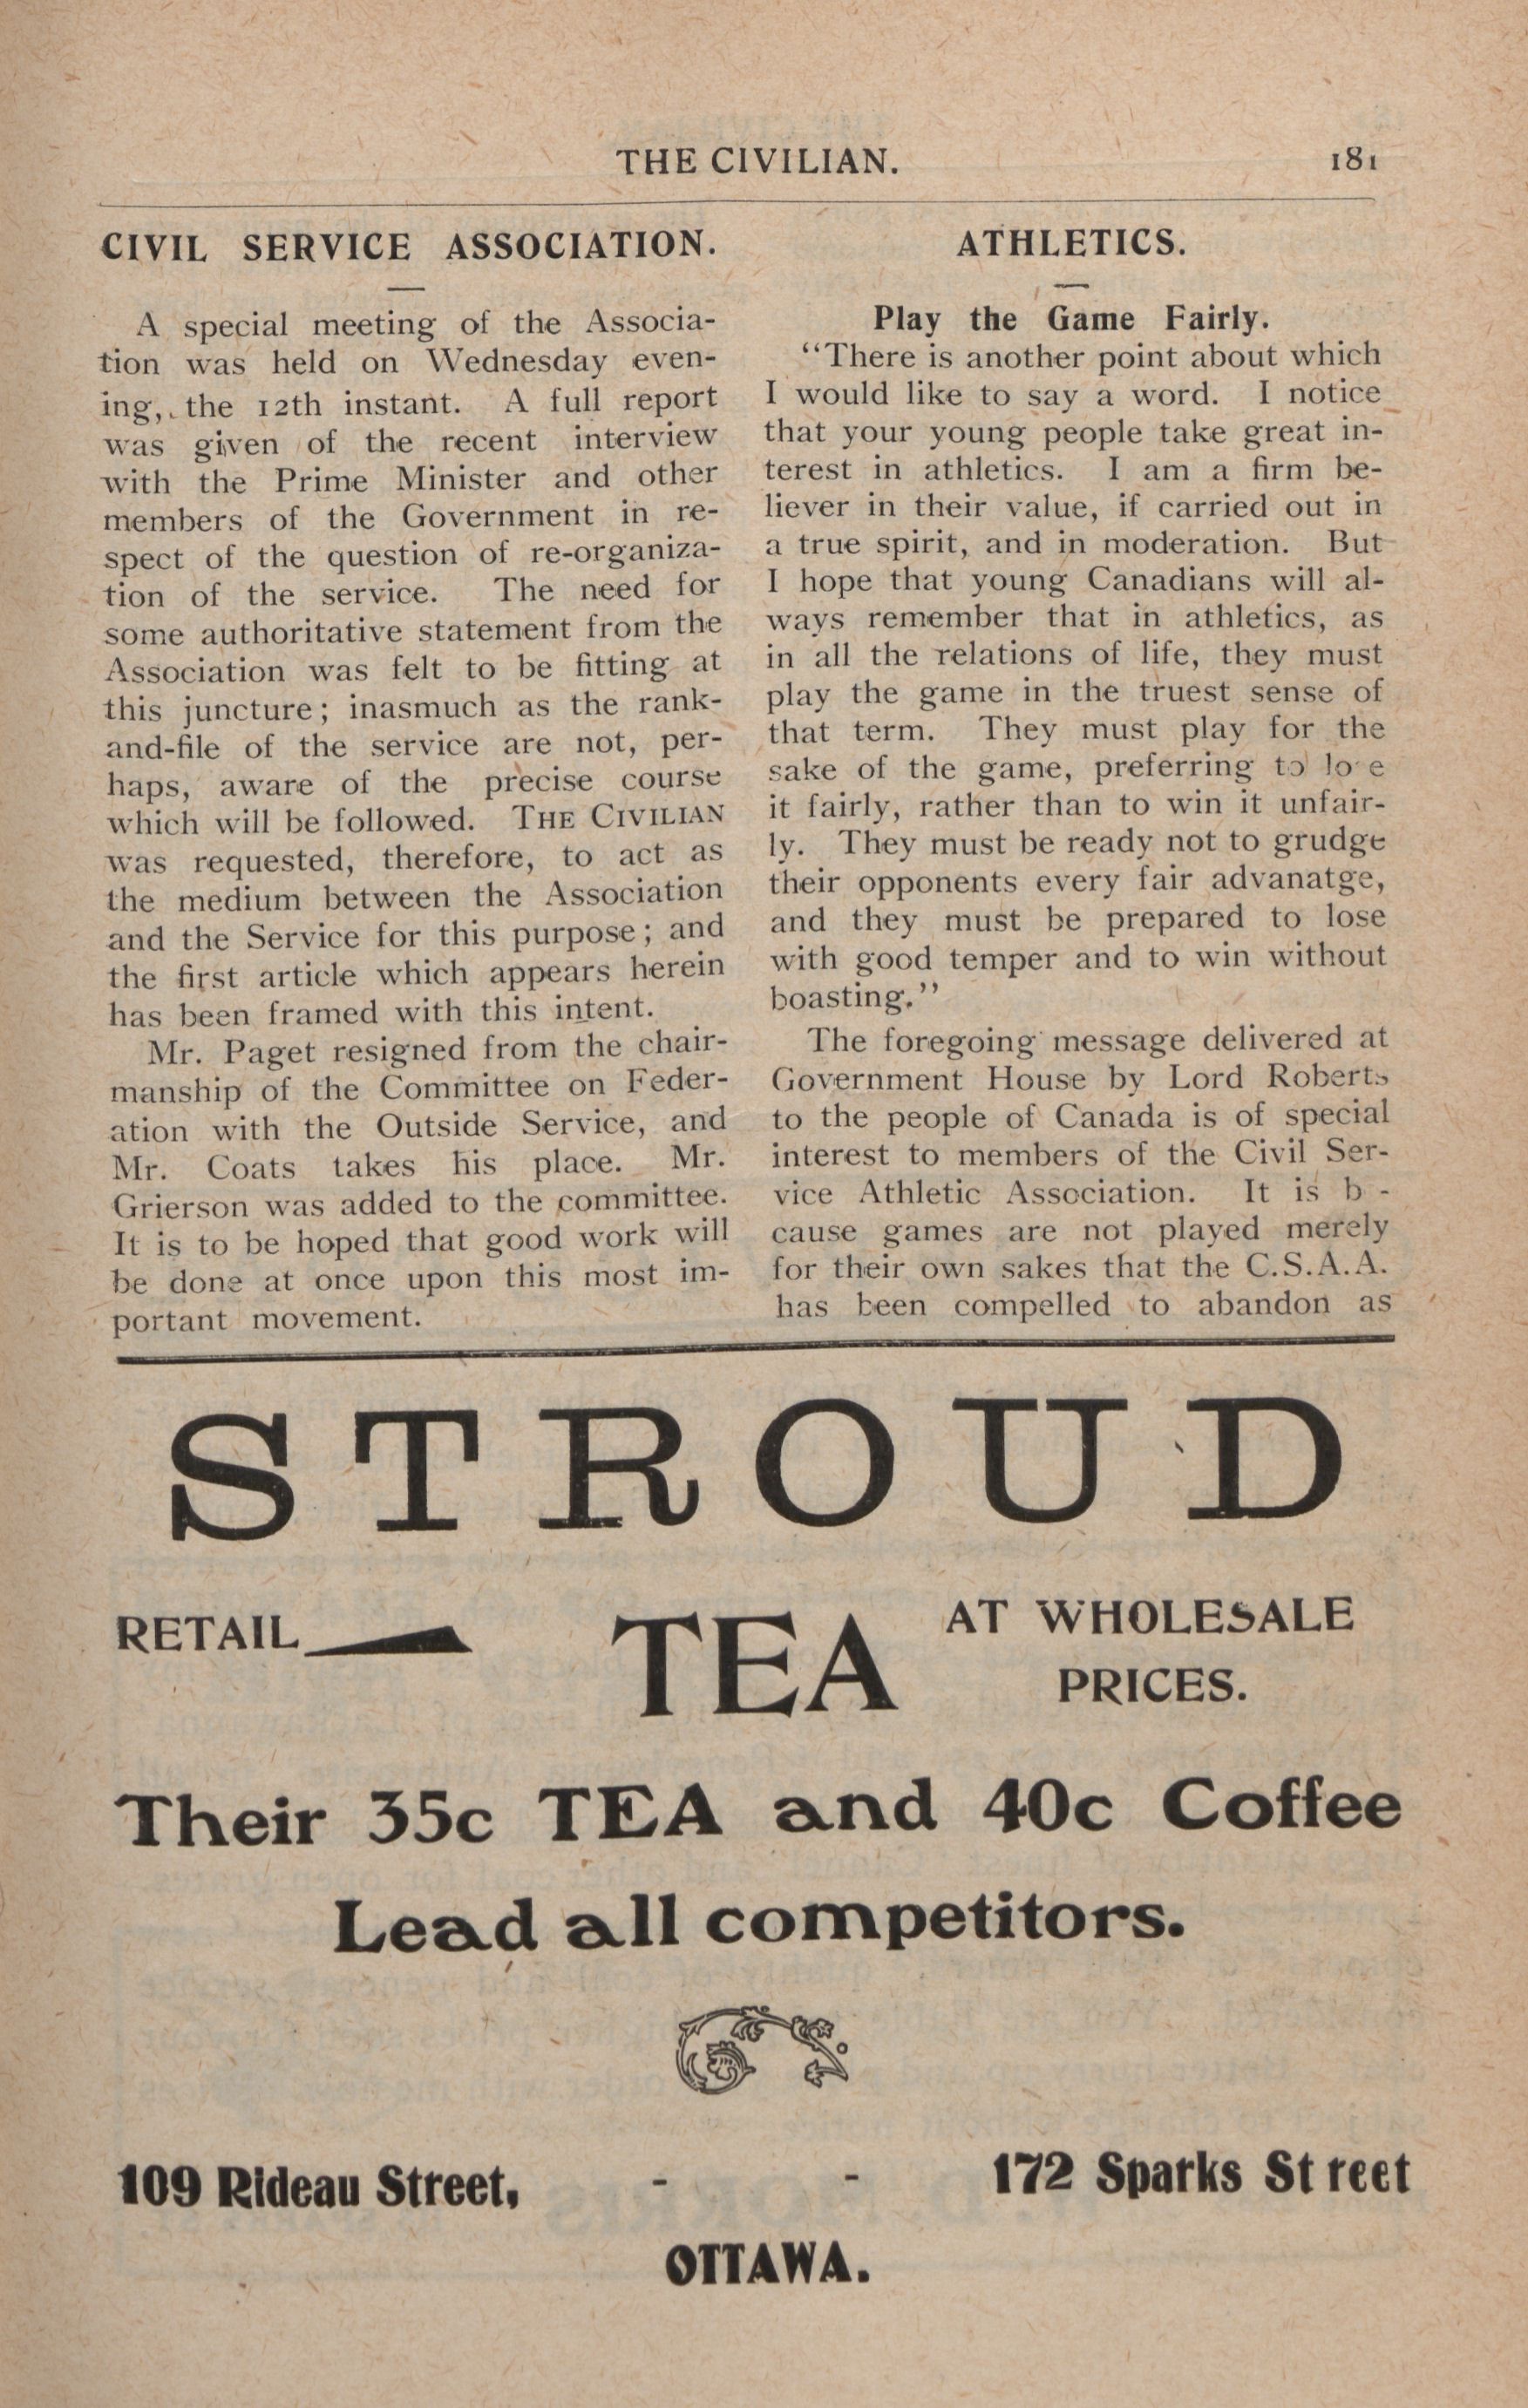 THE CIVILIAN. 181
CIVIL SERVICE ASSOCIATION.
A special meeting of the Associa-
tion was held on Wednesday even-
ing, the 12th instant. A full report
was given of the recent interview
with the Prime Minister and other
members of the Government in re-
spect of the question of re-organiza-
tion of the service. The need for
some authoritative statement from the
Association was felt to be fitting at
this juncture; inasmuch as the rank-
and-file of the service are not, per-
haps, aware of the precise course
which will be followed. THE CIVILIAN
was requested, therefore, to act as
the medium between the Association
and the Service for this purpose; and
the first article which appears herein
has been framed with this intent.
Mr. Paget resigned from the chair-
manship of the Committee on Feder-
ation with the Outside Service, and
Mr. Coats takes his place. Mr.
Grierson was added to the committee.
It is to be hoped that good work will
be done at once upon this most im-
portant movement.
ATHLETICS.
Play the Game Fairly.
"There is another point about which
I would like to say a word. I notice
that your young people take great in-
terest in athletics. I am a firm be-
liever in their value, if carried out in
a true spirit, and in moderation. But
I hope that young Canadians will al-
ways remember that in athletics, as
in all the relations of life, they must
play the game in the truest sense of
that term. They must play for the
sake of the game, preferring to lo e
it fairly, rather than to win it unfair-
ly. They must be ready not to grudge
their opponents every fair advanatge,
and they must be prepared to lose
with good temper and to win without
boasting."
The foregoing message delivered at
Government House by Lord Roberts
to the people of Canada is of special
interest to members of the Civil Ser-
vice Athletic Association. It is b -
cause games are not played merely
for their own sakes that the C.S.A.A.
has been compelled to abandon as
STROUD
RETAIL TEA AT WHOLESALE
PRICES.
Their 35c TEA and 40c Coffee
Lead all competitors.
109 Rideau Street, - - 172 Sparks Street
OTTAWA.